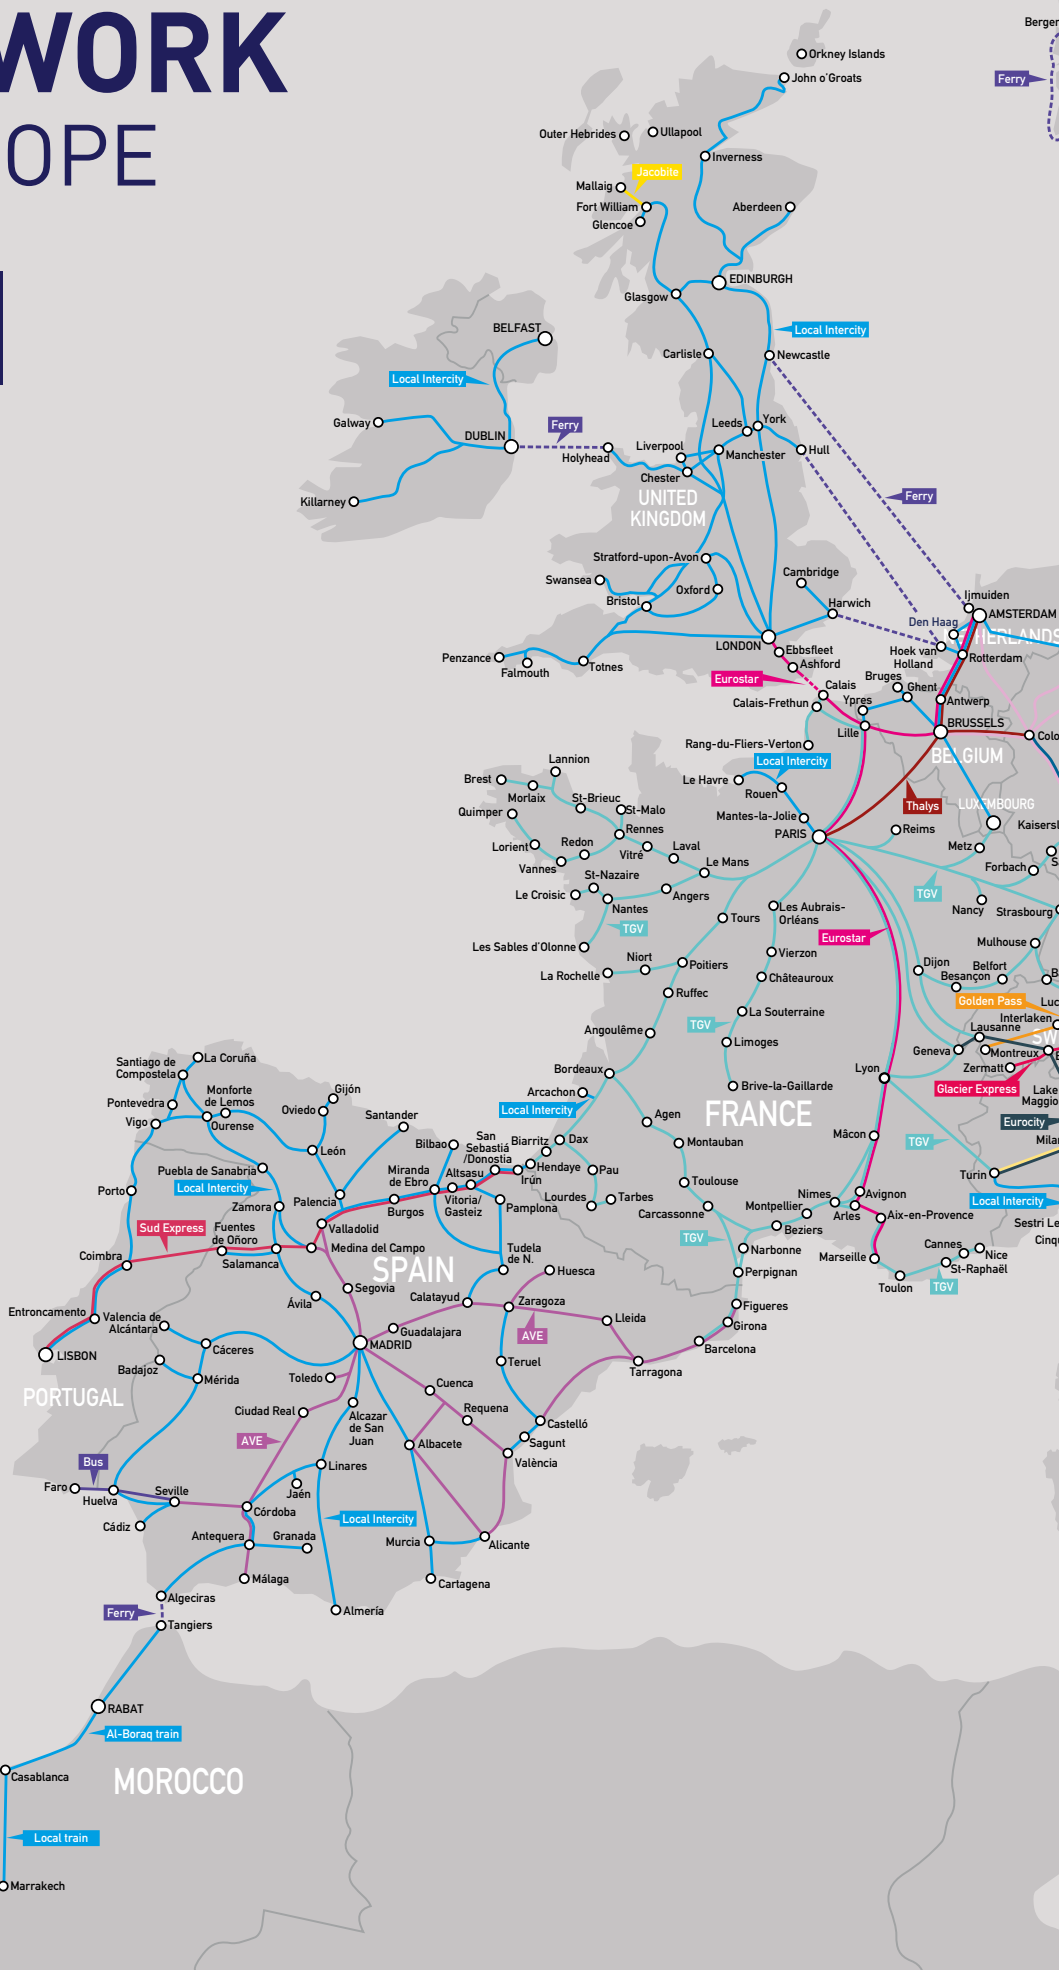 WORK
OPE
Bergen
Ferry
Orkney Islands
John o'Groats
Outer Hebrides
Ullapool
Inverness
Jacobite
Mallaig
Fort William
Glencoe
Aberdeen
EDINBURGH
Glasgow
BELFAST
Local Intercity
Carlisle
Newcastle
Local Intercity
Galway
DUBLIN
Ferry
Holyhead
Liverpool
Leeds
York
Manchester
Hull
Chester
Killarney
UNITED
KINGDOM
Ferry
Stratford-upon-Avon
Swansea
Cambridge
Oxford
Bristol
Harwich
Ijmuiden
AMSTERDAM
Den Haag
HERLANDS
LONDON
Ebbsfleet
Ashford
Hoek van
Holland
Rotterdam
Penzance
Falmouth
Totnes
Eurostar
Calais
Calais-Frethun
Bruges
Ghent
Ypres
Antwerp
BRUSSELS
Lille
Colo
BELGIUM
Rang-du-Fliers-Verton
Local Intercity
Lannion
Brest
Morlaix
St-Brieuc
St-Malo
Le Havre
Rouen
Thalys
LUXEMBOURG
Quimper
Mantes-la-Jolie
PARIS
Reims
Kaisersl
Rennes
Lorient
Redon
Vitré
Laval
Metz
Vannes
Le Mans
Forbach
S
St-Nazaire
Le Croisic
Nantes
Angers
TGV
Nancy
Strasbourg
Les Aubrais-
Orléans
Tours
TGV
Eurostar
Les Sables d'Olonne
Mulhouse
Niort
Vierzon
La Rochelle
Poitiers
Dijon
Belfort
Besançon
B
Châteauroux
Ruffec
Golden Pass
Luc
La Souterraine
TGV
Interlaken
Lausanne
SW
Angoulême
Limoges
Geneva
Montreux
Zermatt
La Coruña
Santiago de
Compostela
Bordeaux
Lyon
Glacier Express
Arcachon
Brive-la-Gaillarde
Local Intercity
Lake
Maggio
Gijón
Pontevedra
Monforte
de Lemos
Oviedo
Santander
FRANCE
Eurocity
Vigo
Ourense
Agen
Mâcon
Milan
León
Bilbao
San
Sebastiá
/Donostia
Biarritz
Dax
Montauban
TGV
Puebla de Sanabria
Local Intercity
Miranda
de Ebro
Altsasu
Hendaye
Irún
Pau
Turin
Porto
Zamora
Palencia
Burgos
Vitoria/
Gasteiz
Pamplona
Lourdes
Tarbes
Toulouse
Carcassonne
Montpellier
Nimes
Avignon
Local Intercity
Sud Express
Fuentes
de Oñoro
Valladolid
Arles
Aix-en-Provence
Beziers
Sestri Le
Cinqu
Coimbra
Salamanca
Medina del Campo
Tudela
de N.
TGV
Narbonne
Marseille
Cannes
Nice
St-Raphaël
SPAIN
Huesca
Perpignan
Toulon
TGV
Segovia
Ávila
Calatayud
Zaragoza
Figueres
Girona
Entroncamento
Valencia de
Alcántara
Lleida
AVE
Guadalajara
MADRID
Barcelona
Cáceres
LISBON
Badajoz
Mérida
Toledo
Teruel
Tarragona
PORTUGAL
Cuenca
Ciudad Real
Alcazar
de San
Juan
Requena
Castelló
AVE
Albacete
Sagunt
València
Bus
Linares
Faro
Huelva
Seville
Jaén
Córdoba
Local Intercity
Cádiz
Antequera
Granada
Murcia
Alicante
Málaga
Cartagena
Algeciras
Almería
Ferry
Tangiers
RABAT
Al-Boraq train
Casablanca
MOROCCO
Local train
Marrakech